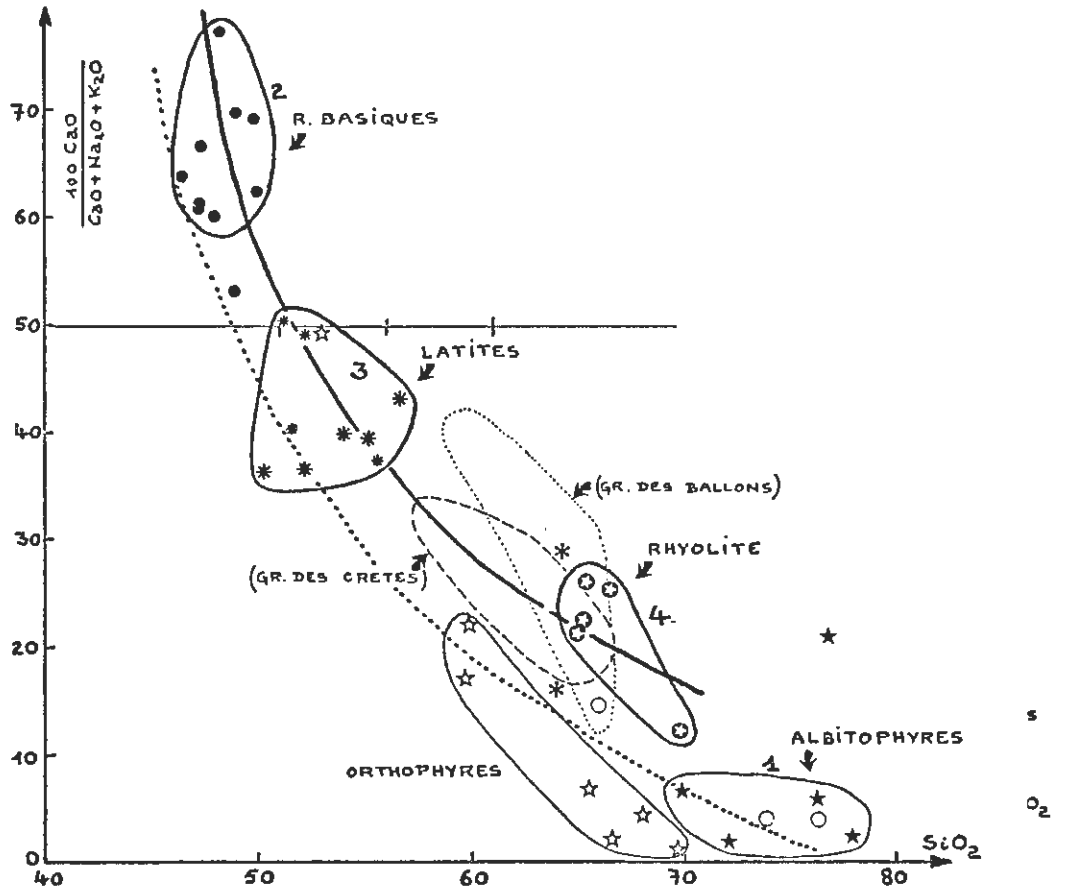 100 CaO
CaO + Na2O + K2O
70
60
50
40
30
20
10
0
2
R. BASIQUES
LATITES
3
(GR. DES BALLONS)
RHYOLITE
(GR. DES CRETES)
4
ORTHOPHYRES
ALBITOPHYRES
1
s
O2
SiO2
40
50
60
70
80